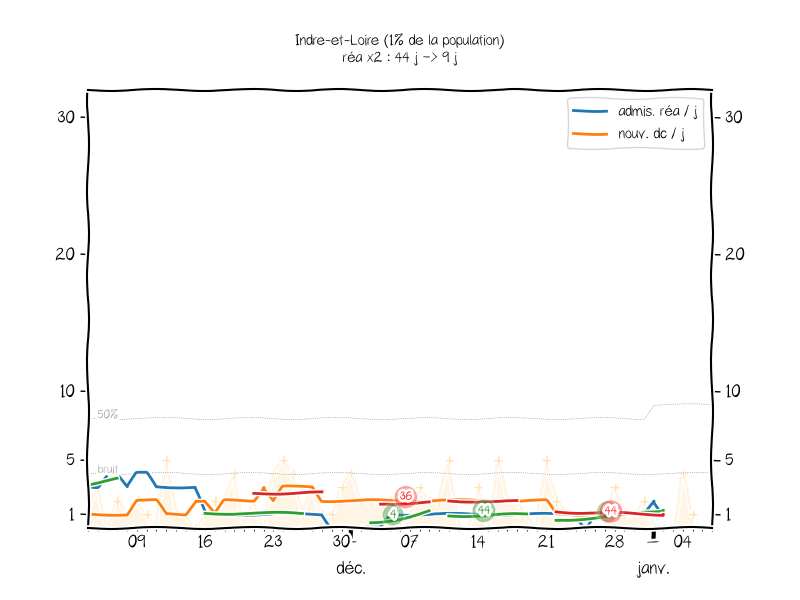 Indre-et-Loire (1% de la population)
réa x2 : 44 j -> 9 j
30
30
admis. réa / j
nouv. dc / j
20
20
10
10
50%
5
bruit
5
36
4
44
44
1
1
09 16 23 30 07 14 21 28 04
déc. janv.